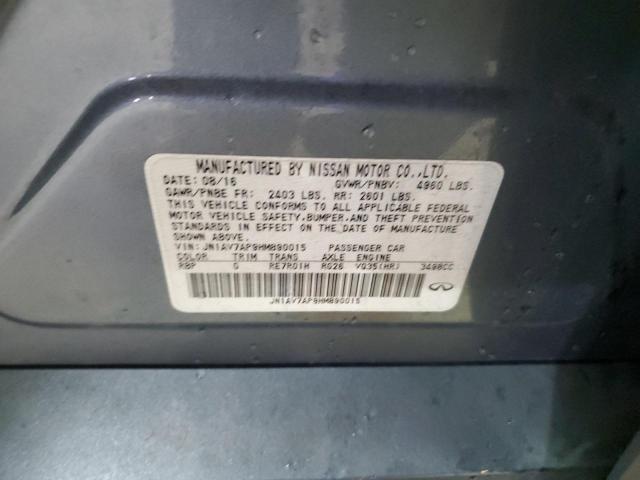 MANUFACTURED BY NISSAN MOTOR CO.,LTD.
DATE: 08/16 GVWR/PNBV: 4960 LBS.
GAWR/PNBE FR: 2403 LBS. RR: 2601 LBS.
THIS VEHICLE CONFORMS TO ALL APPLICABLE FEDERAL
MOTOR VEHICLE SAFETY,BUMPER,AND THEFT PREVENTION
STANDARDS IN EFFECT ON THE DATE OF MANUFACTURE
SHOWN ABOVE.
VIN: JN1AV7AP9HM890015 PASSENGER CAR
COLOR TRIM TRANS AXLE ENGINE
RBP G RE7R01H RG26 VQ35(HR) 3498CC
JN1AV7AP9HM890015